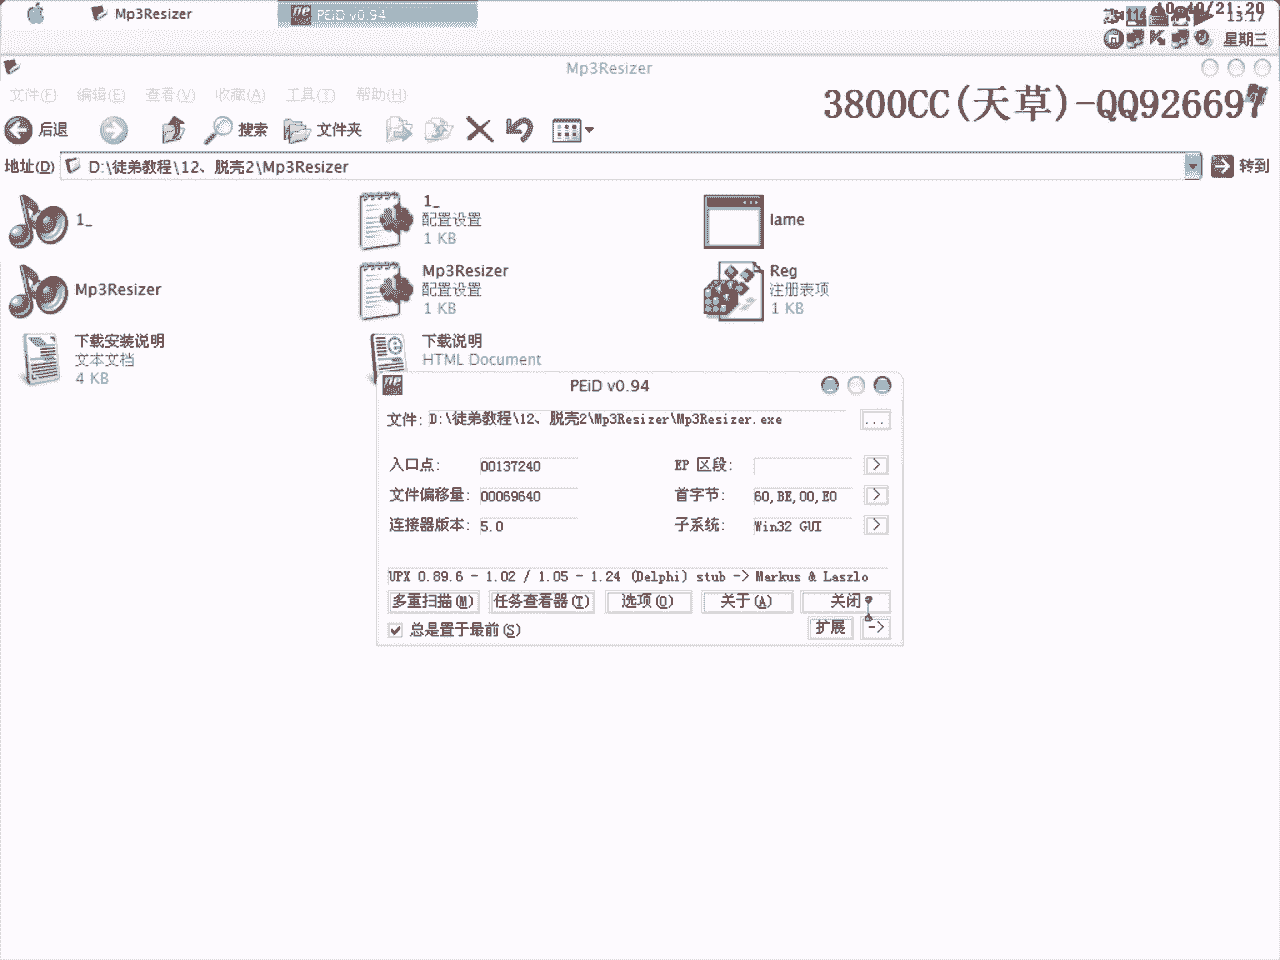 Mp3Resizer
PEiD v0.94
10-10/21:20
13:17
星期三
Mp3Resizer
文件(F) 编辑(E) 查看(V) 收藏(A) 工具(T) 帮助(H)
3800CC(天草)-QQ926697
后退
搜索
文件夹
地址(D)
D:\徒弟教程\12、脱壳2\Mp3Resizer
转到
1_
1_
配置设置
1 KB
lame
Mp3Resizer
Mp3Resizer
配置设置
1 KB
Reg
注册表项
1 KB
下载安装说明
文本文档
4 KB
下载说明
HTML Document
PEiD v0.94
文件: D:\徒弟教程\12、脱壳2\Mp3Resizer\Mp3Resizer.exe
...
入口点: 00137240
EP 区段:
>
文件偏移量: 00069640
首字节: 60,BE,00,E0
>
连接器版本: 5.0
子系统: Win32 GUI
>
UPX 0.89.6 - 1.02 / 1.05 - 1.24 (Delphi) stub -> Markus & Laszlo
多重扫描(M) 任务查看器(T) 选项(O) 关于(A) 关闭
总是置于最前(S)
扩展
->